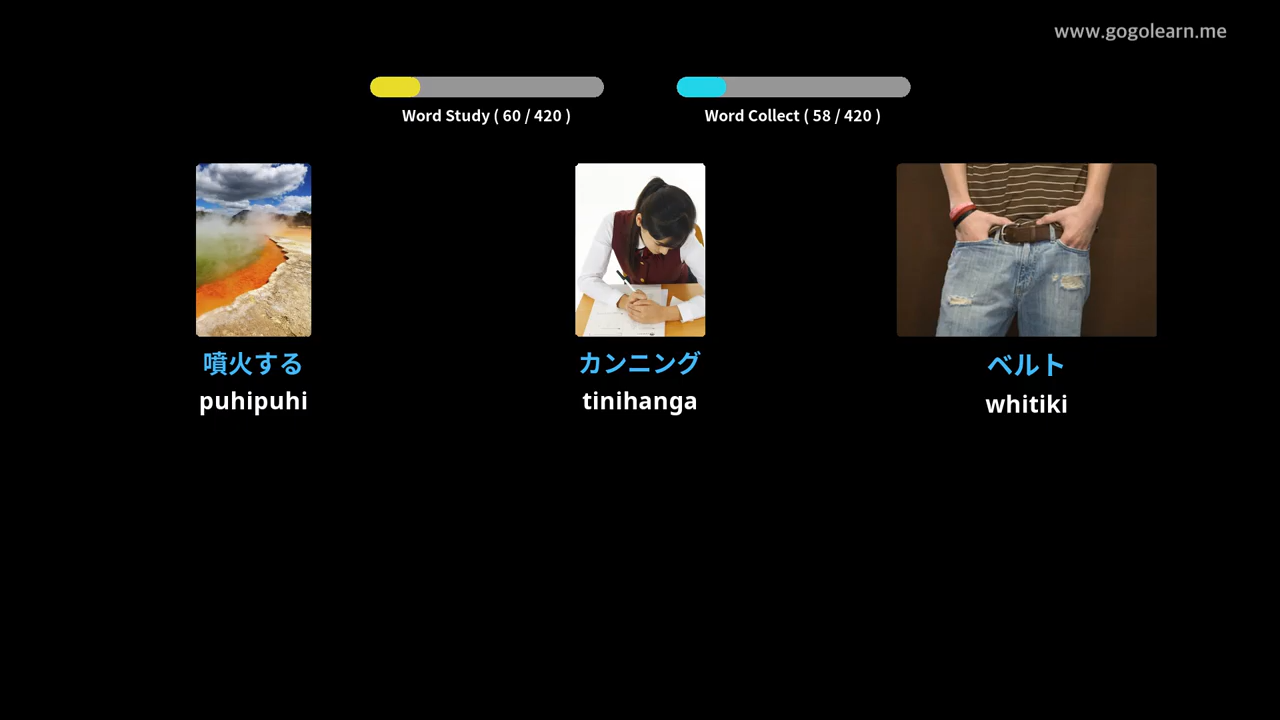 www.gogolearn.me
Word Study ( 60 / 420 )
Word Collect ( 58 / 420 )
噴火する
カンニング
ベルト
puhipuhi
tinihanga
whitiki